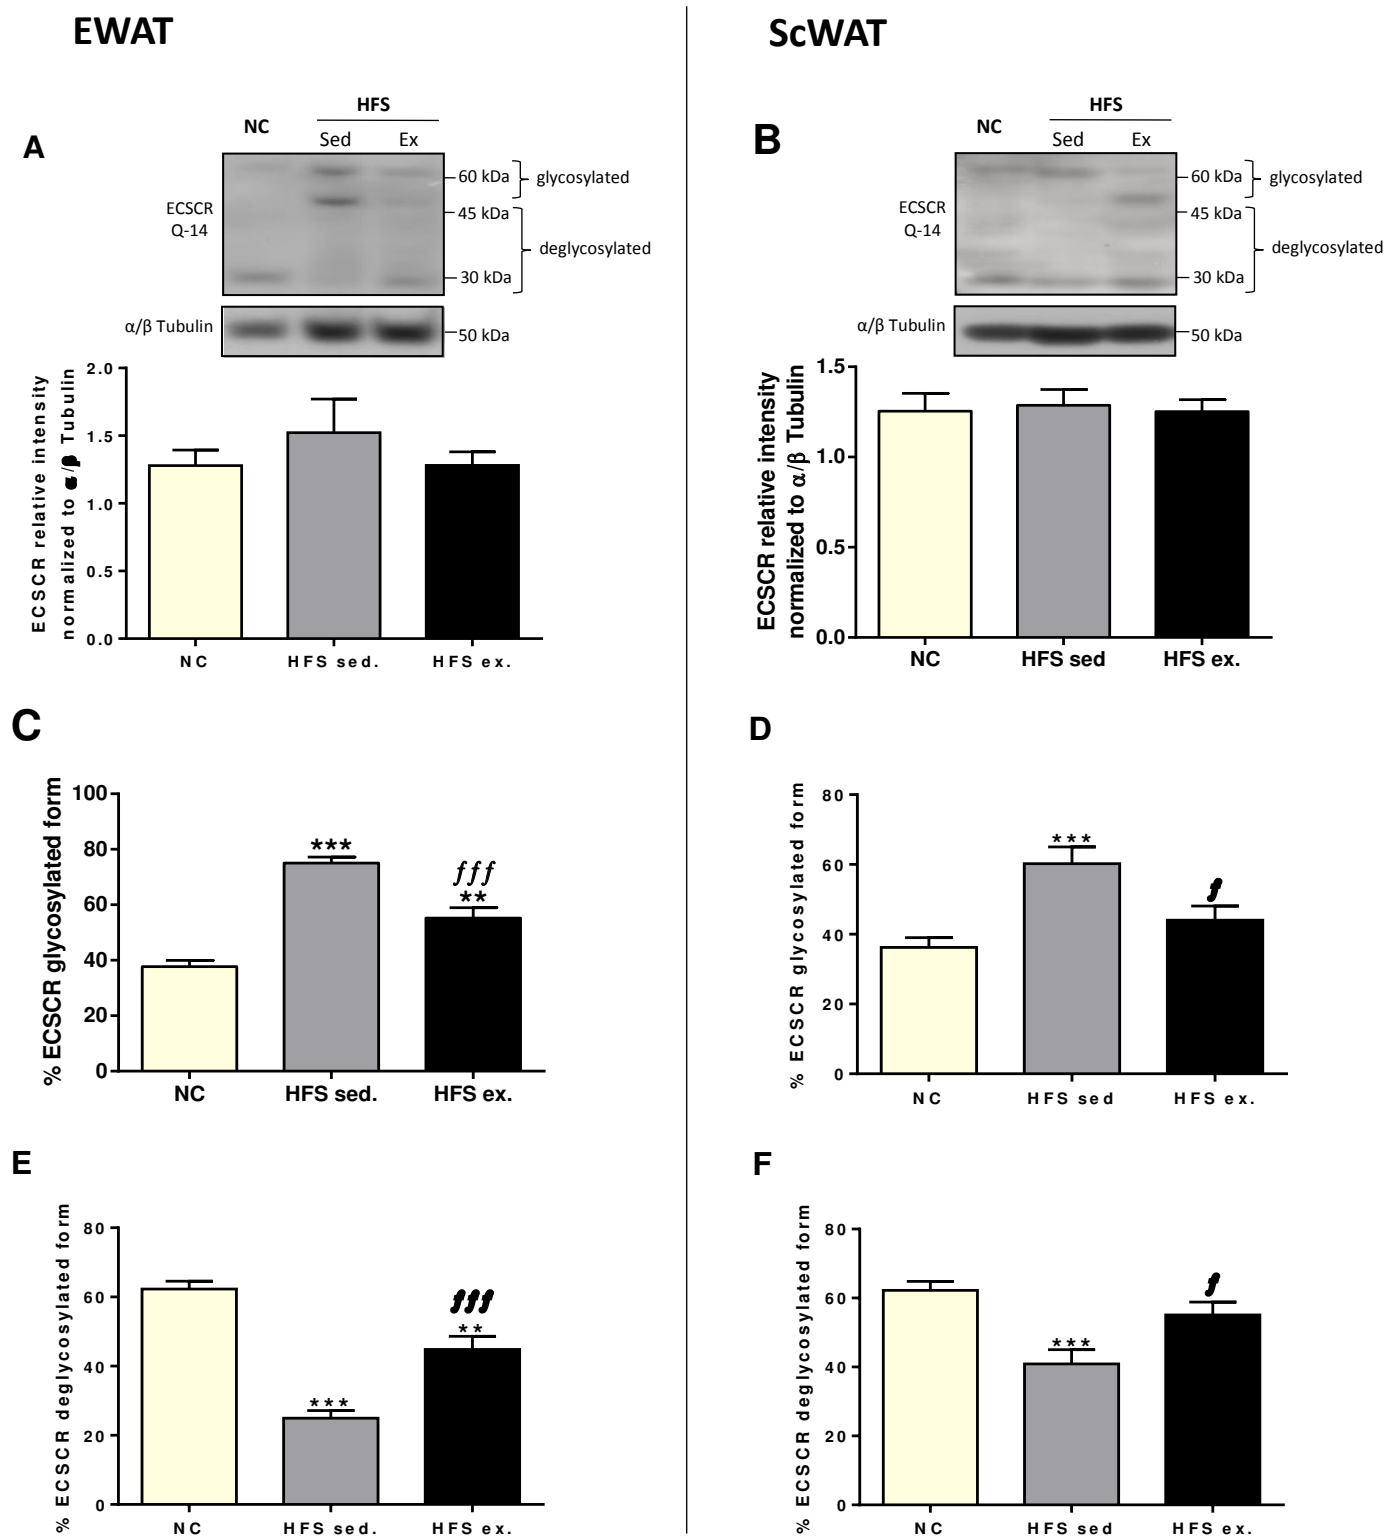 EWAT
ScWAT
A
NC
HFS
Sed
Ex
ECSCR
Q-14
60 kDa
45 kDa
30 kDa
glycosylated
deglycosylated
α/β Tubulin
50 kDa
ECSCR relative intensity
normalized to α/β Tubulin
2.0
1.5
1.0
0.5
0.0
NC
HFS sed.
HFS ex.
B
NC
HFS
Sed
Ex
ECSCR
Q-14
60 kDa
45 kDa
30 kDa
glycosylated
deglycosylated
α/β Tubulin
50 kDa
ECSCR relative intensity
normalized to α/β Tubulin
1.5
1.0
0.5
0.0
NC
HFS sed
HFS ex.
C
% ECSCR glycosylated form
100
80
60
40
20
0
***
ƒƒƒ
**
NC
HFS sed.
HFS ex.
D
% ECSCR glycosylated form
80
60
40
20
0
***
ƒ
NC
HFS sed
HFS ex.
E
% ECSCR deglycosylated form
80
60
40
20
0
***
ƒƒƒ
**
NC
HFS sed.
HFS ex.
F
% ECSCR deglycosylated form
80
60
40
20
0
***
ƒ
NC
HFS sed
HFS ex.